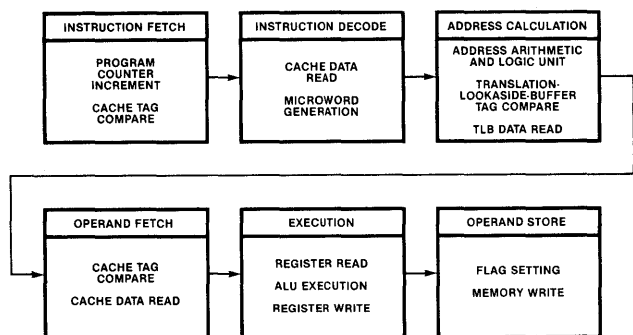 INSTRUCTION FETCH
PROGRAM
COUNTER
INCREMENT
CACHE TAG
COMPARE
INSTRUCTION DECODE
CACHE DATA
READ
MICROWORD
GENERATION
ADDRESS CALCULATION
ADDRESS ARITHMETIC
AND LOGIC UNIT
TRANSLATION-
LOOKASIDE-BUFFER
TAG COMPARE
TLB DATA READ
OPERAND FETCH
CACHE TAG
COMPARE
CACHE DATA READ
EXECUTION
REGISTER READ
ALU EXECUTION
REGISTER WRITE
OPERAND STORE
FLAG SETTING
MEMORY WRITE